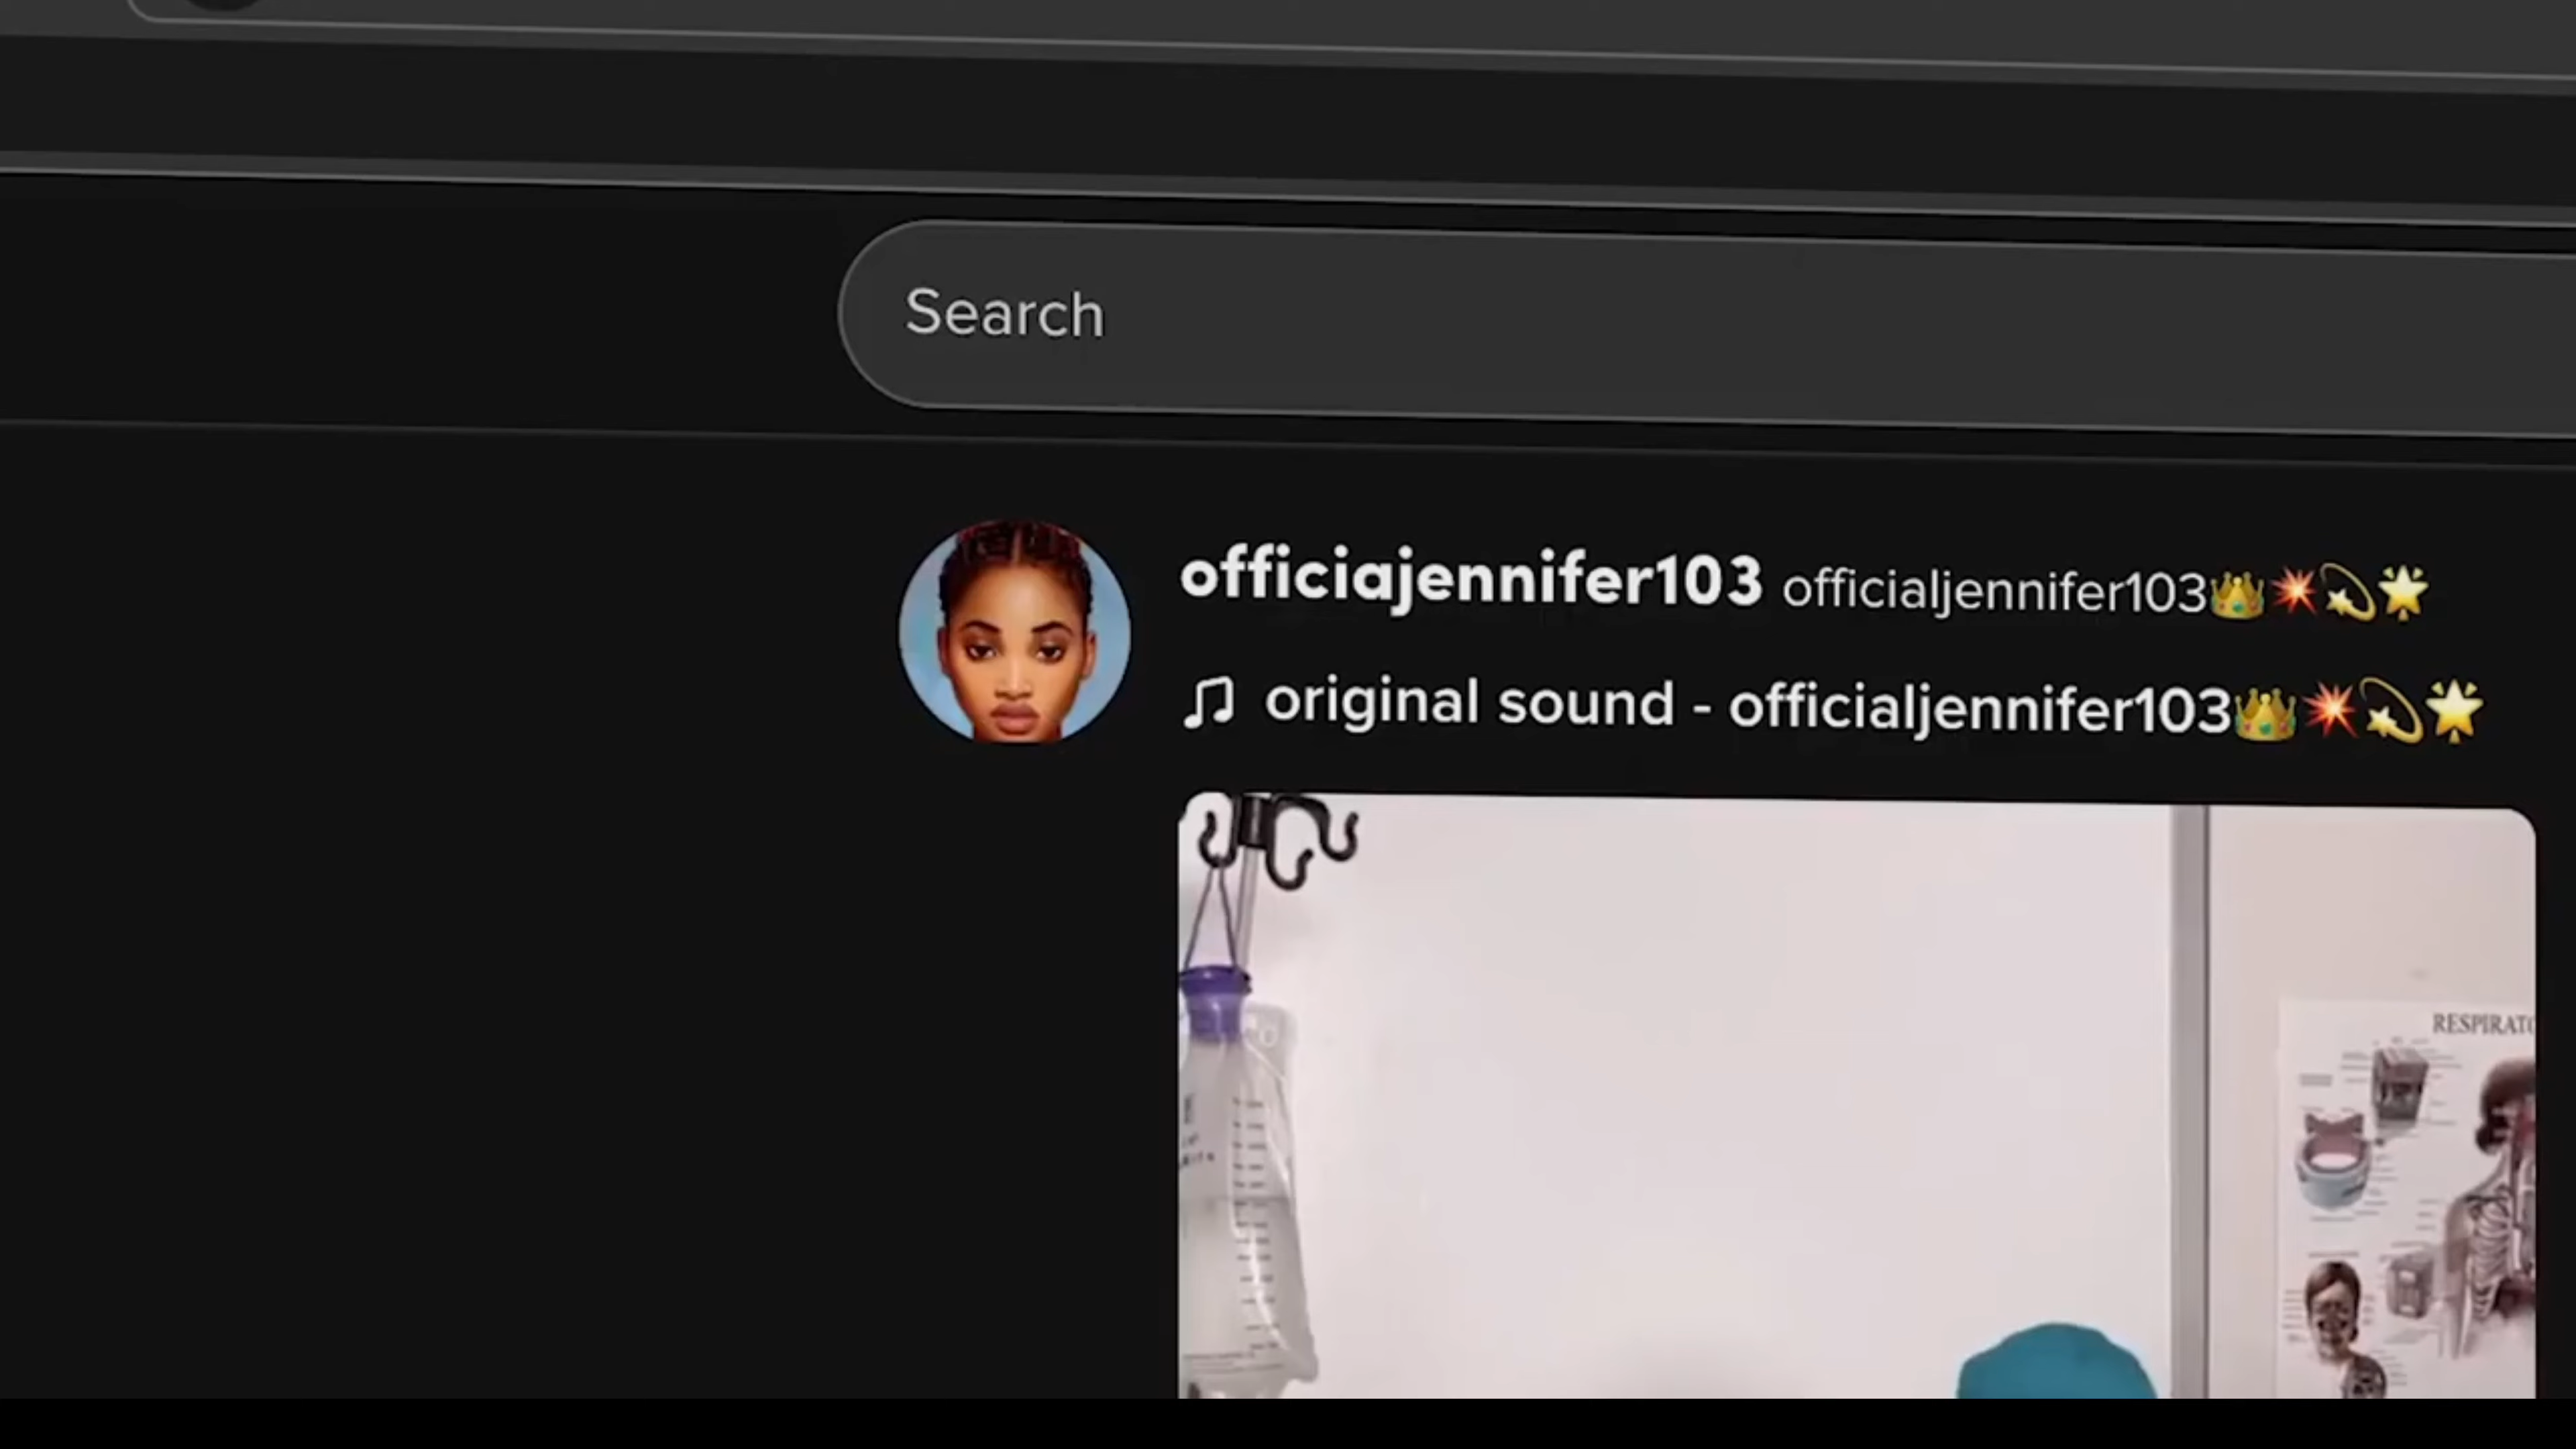 Search
officiajennifer103 officialjennifer103👑💥💫🌟
original sound - officialjennifer103👑💥💫🌟